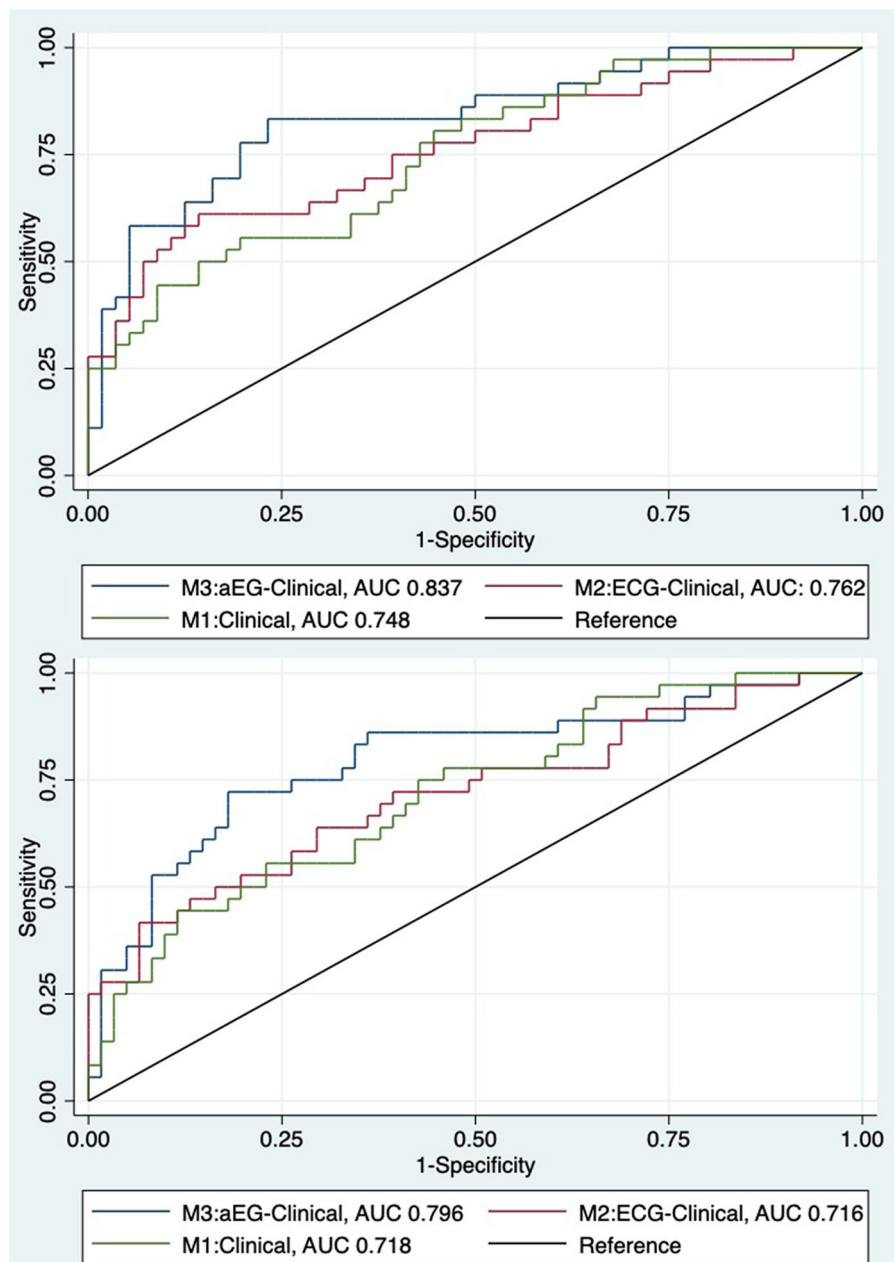 1.00
0.75
Sensitivity
0.50
0.25
0.00
0.00 0.25 0.50 0.75 1.00
1-Specificity
M3:aEG-Clinical, AUC 0.837 M2:ECG-Clinical, AUC: 0.762
M1:Clinical, AUC 0.748 Reference
1.00
0.75
Sensitivity
0.50
0.25
0.00
0.00 0.25 0.50 0.75 1.00
1-Specificity
M3:aEG-Clinical, AUC 0.796 M2:ECG-Clinical, AUC 0.716
M1:Clinical, AUC 0.718 Reference